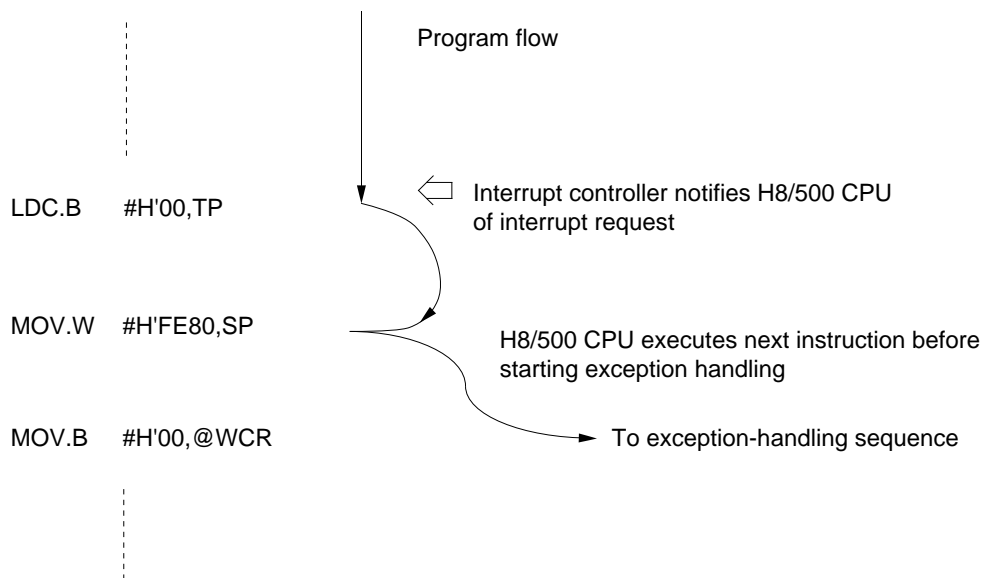 Program flow
LDC.B #H'00,TP
Interrupt controller notifies H8/500 CPU
of interrupt request
MOV.W #H'FE80,SP
H8/500 CPU executes next instruction before
starting exception handling
MOV.B #H'00,@WCR
To exception-handling sequence